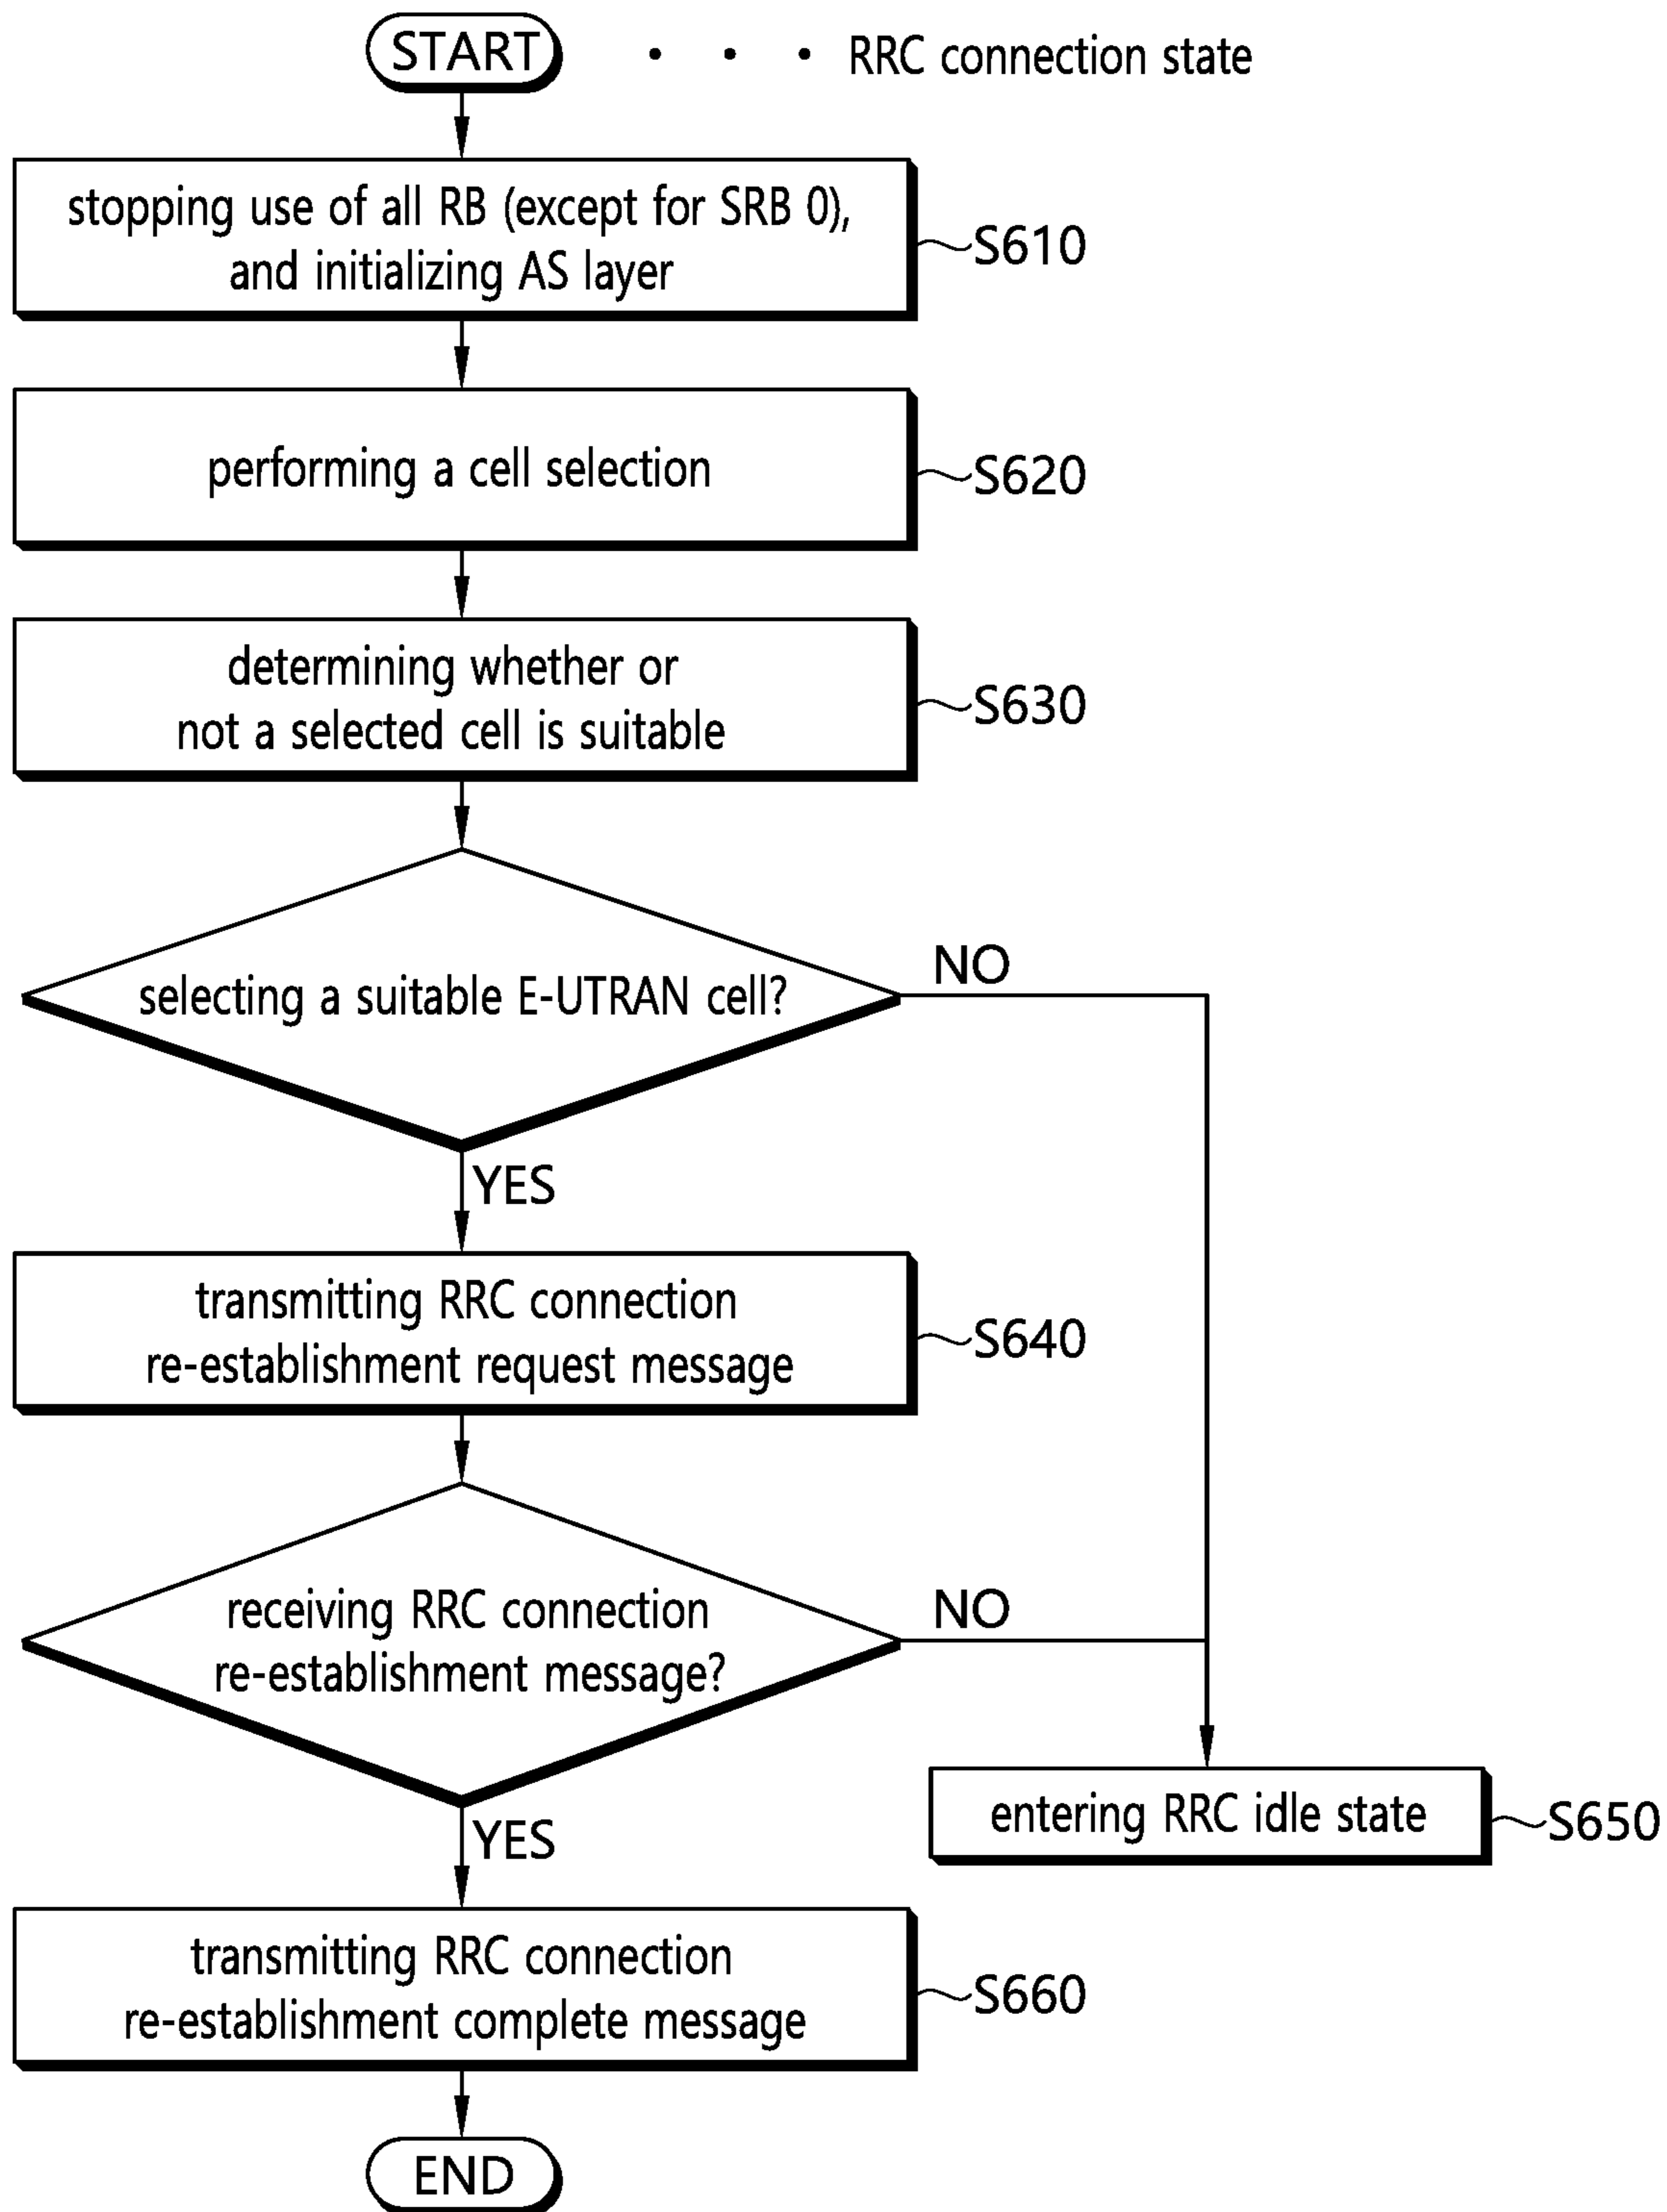 START
· · · RRC connection state
stopping use of all RB (except for SRB 0),
and initializing AS layer
S610
performing a cell selection
S620
determining whether or
not a selected cell is suitable
S630
selecting a suitable E-UTRAN cell?
NO
YES
transmitting RRC connection
re-establishment request message
S640
receiving RRC connection
re-establishment message?
NO
YES
entering RRC idle state
S650
transmitting RRC connection
re-establishment complete message
S660
END